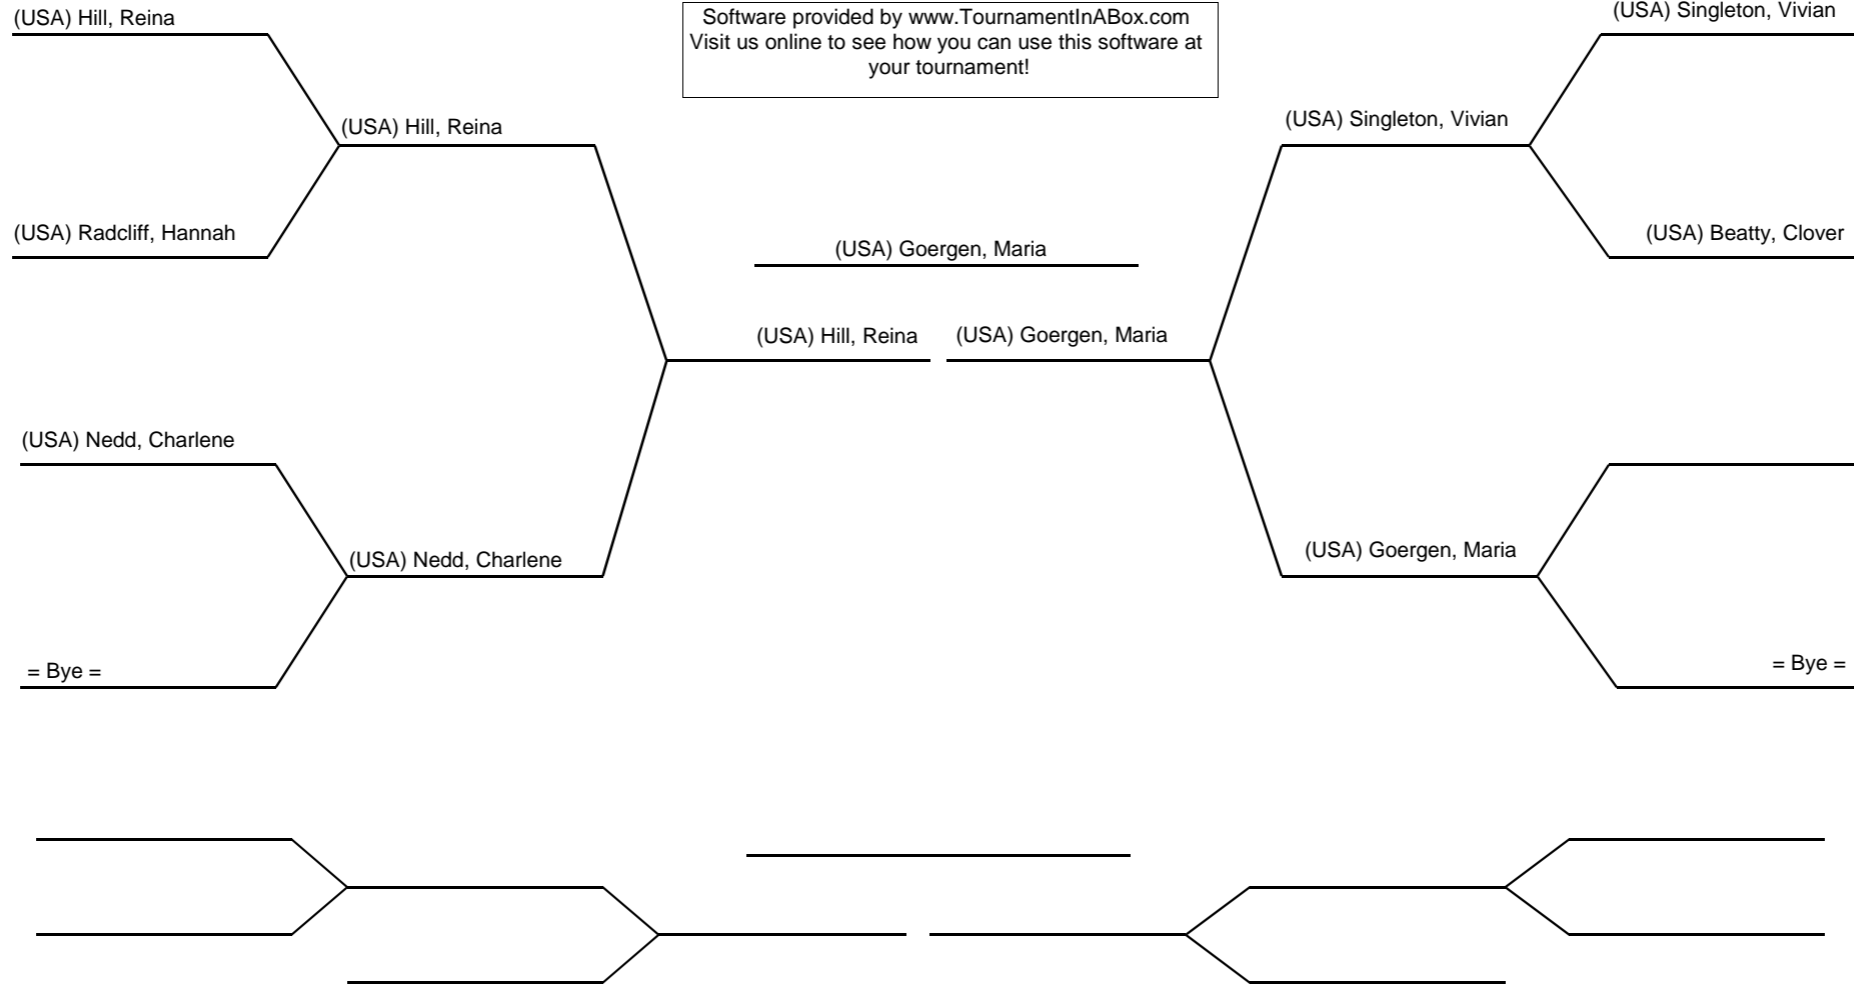 (USA) Hill, Reina
Software provided by www.TournamentInABox.com
Visit us online to see how you can use this software at
your tournament!
(USA) Singleton, Vivian
(USA) Hill, Reina
(USA) Singleton, Vivian
(USA) Radcliff, Hannah
(USA) Beatty, Clover
(USA) Goergen, Maria
(USA) Hill, Reina
(USA) Goergen, Maria
(USA) Nedd, Charlene
(USA) Nedd, Charlene
(USA) Goergen, Maria
= Bye =
= Bye =